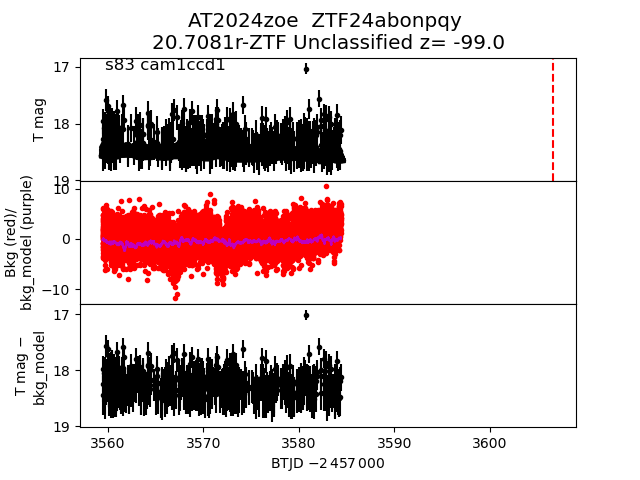 AT2024zoe  ZTF24abonpqy
20.7081r-ZTF Unclassified z= -99.0
s83 cam1ccd1
17
18
19
T mag
10
0
−10
Bkg (red)/
bkg_model (purple)
17
18
19
T mag −
bkg_model
3560
3570
3580
3590
3600
BTJD −2 457 000